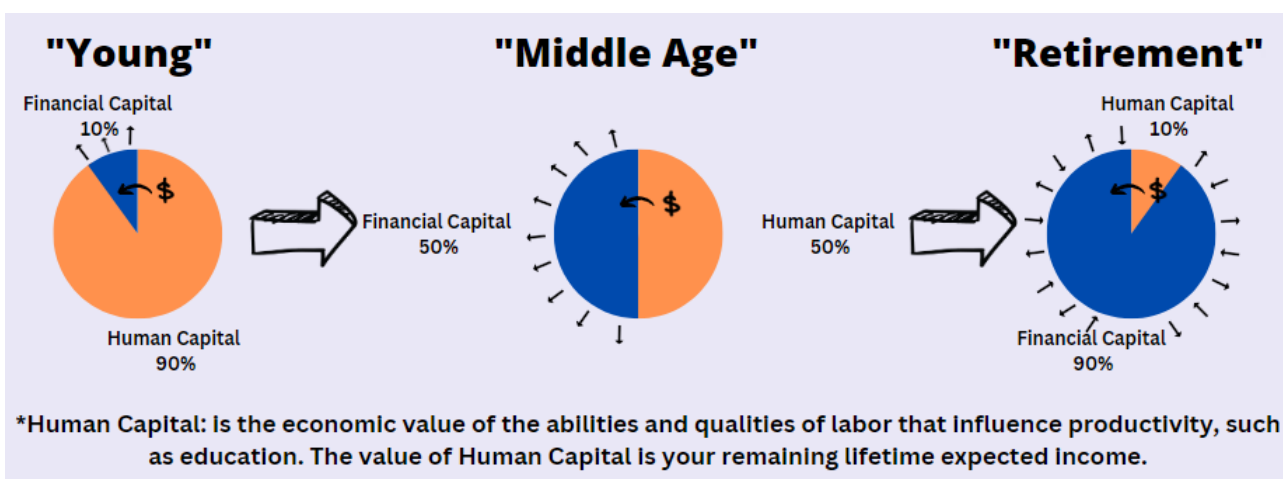 "Young"
Financial Capital
10%
$
Human Capital
90%
"Middle Age"
Financial Capital
50%
$
Human Capital
50%
"Retirement"
Human Capital
10%
$
Financial Capital
90%
*Human Capital: is the economic value of the abilities and qualities of labor that influence productivity, such
as education. The value of Human Capital is your remaining lifetime expected income.